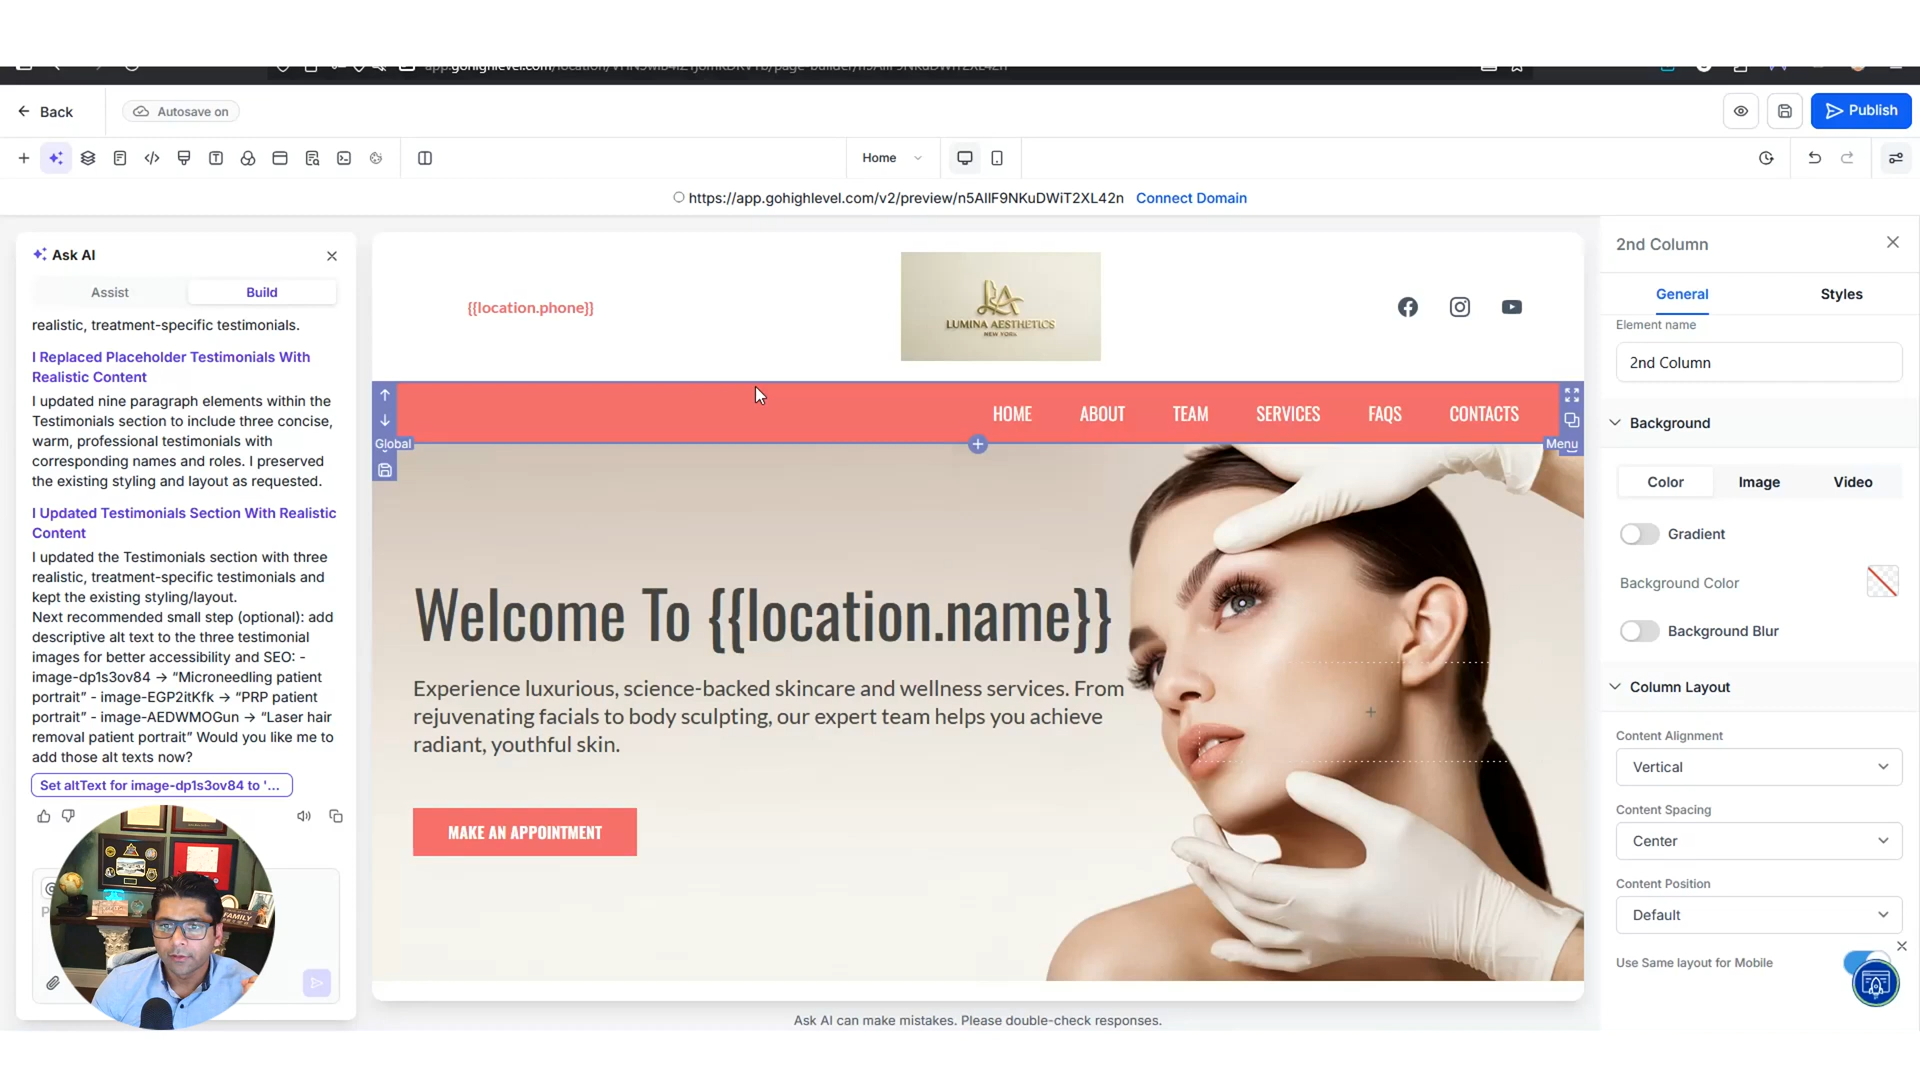 Back
Autosave on
Publish
Home
https://app.gohighlevel.com/v2/preview/n5AIlF9NKuDWiT2XL42n Connect Domain
Ask AI
Assist
Build
realistic, treatment-specific testimonials.
I Replaced Placeholder Testimonials With
Realistic Content
I updated nine paragraph elements within the
Testimonials section to include three concise,
warm, professional testimonials with
corresponding names and roles. I preserved
the existing styling and layout as requested.
I Updated Testimonials Section With Realistic
Content
I updated the Testimonials section with three
realistic, treatment-specific testimonials and
kept the existing styling/layout.
Next recommended small step (optional): add
descriptive alt text to the three testimonial
images for better accessibility and SEO: -
image-dp1s3ov84 → “Microneedling patient
portrait” - image-EGP2itKfk → “PRP patient
portrait” - image-AEDWMOGun → “Laser hair
removal patient portrait” Would you like me to
add those alt texts now?
Set altText for image-dp1s3ov84 to '...
FAMILY
{{location.phone}}
LUMINA AESTHETICS
NEW YORK
HOME
ABOUT
TEAM
SERVICES
FAQS
CONTACTS
Global
Menu
Welcome To {{location.name}}
Experience luxurious, science-backed skincare and wellness services. From
rejuvenating facials to body sculpting, our expert team helps you achieve
radiant, youthful skin.
MAKE AN APPOINTMENT
Ask AI can make mistakes. Please double-check responses.
2nd Column
General
Styles
Element name
2nd Column
Background
Color
Image
Video
Gradient
Background Color
Background Blur
Column Layout
Content Alignment
Vertical
Content Spacing
Center
Content Position
Default
Use Same layout for Mobile